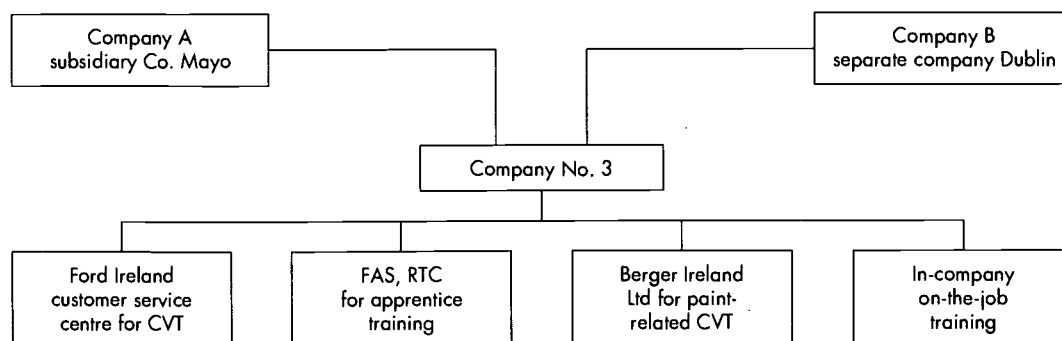 Company A
subsidiary Co. Mayo
Company B
separate company Dublin
Company No. 3
Ford Ireland
customer service
centre for CVT
FAS, RTC
for apprentice
training
Berger Ireland
Ltd for paint-
related CVT
In-company
on-the-job
training